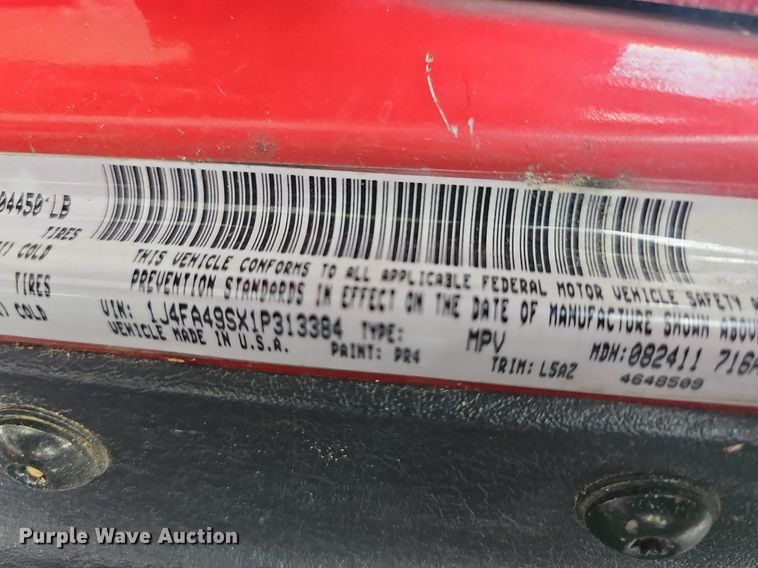 04450 LB
TIRES
COLD
TIRES
COLD
THIS VEHICLE CONFORMS TO ALL APPLICABLE FEDERAL MOTOR VEHICLE SAFETY
PREVENTION STANDARDS IN EFFECT ON THE DATE OF MANUFACTURE SHOWN ABOVE
VIN: 1J4FA49SX1P313384 TYPE: MPV MDH:082411 716
VEHICLE MADE IN U.S.A. PAINT: PR4 TRIM: L5AZ
4648509
Purple Wave Auction